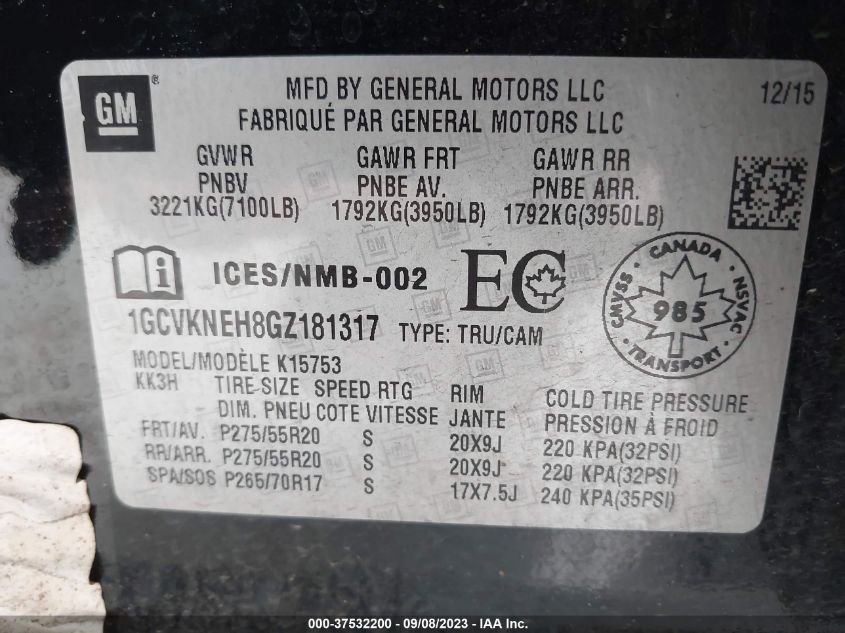 GM ®
MFD BY GENERAL MOTORS LLC
12/15
FABRIQUÉ PAR GENERAL MOTORS LLC
GVWR GAWR FRT GAWR RR
PNBV PNBE AV. PNBE ARR.
3221KG(7100LB) 1792KG(3950LB) 1792KG(3950LB)
ICES/NMB-002
EC
CANADA
CMVSS 985 NSVAC
TRANSPORT
1GCVKNEH8GZ181317 TYPE: TRU/CAM
MODEL/MODÈLE K15753
KK3H TIRE-SIZE SPEED RTG RIM COLD TIRE PRESSURE
DIM. PNEU COTE VITESSE JANTE PRESSION À FROID
FRT/AV. P275/55R20 S 20X9J 220 KPA(32PSI)
RR/ARR. P275/55R20 S 20X9J 220 KPA(32PSI)
SPA/SOS P265/70R17 S 17X7.5J 240 KPA(35PSI)
000-37532200 - 09/08/2023 - IAA Inc.